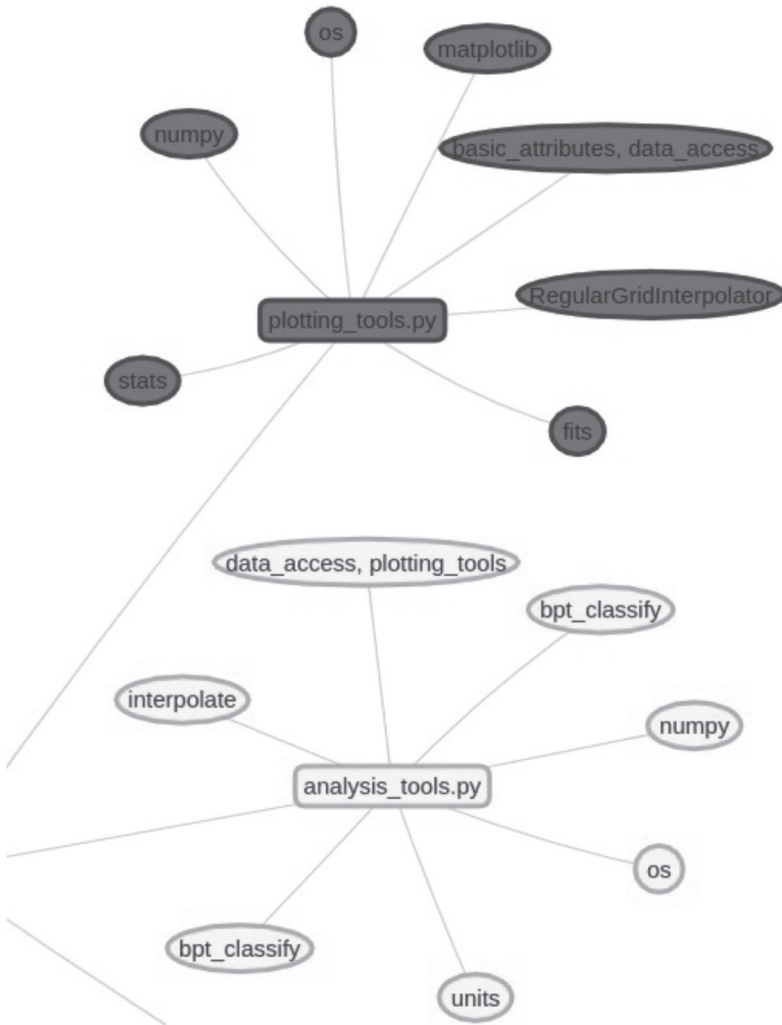 os
matplotlib
numpy
basic_attributes, data_access
RegularGridInterpolator
plotting_tools.py
stats
fits
data_access, plotting_tools
bpt_classify
interpolate
numpy
analysis_tools.py
os
bpt_classify
units